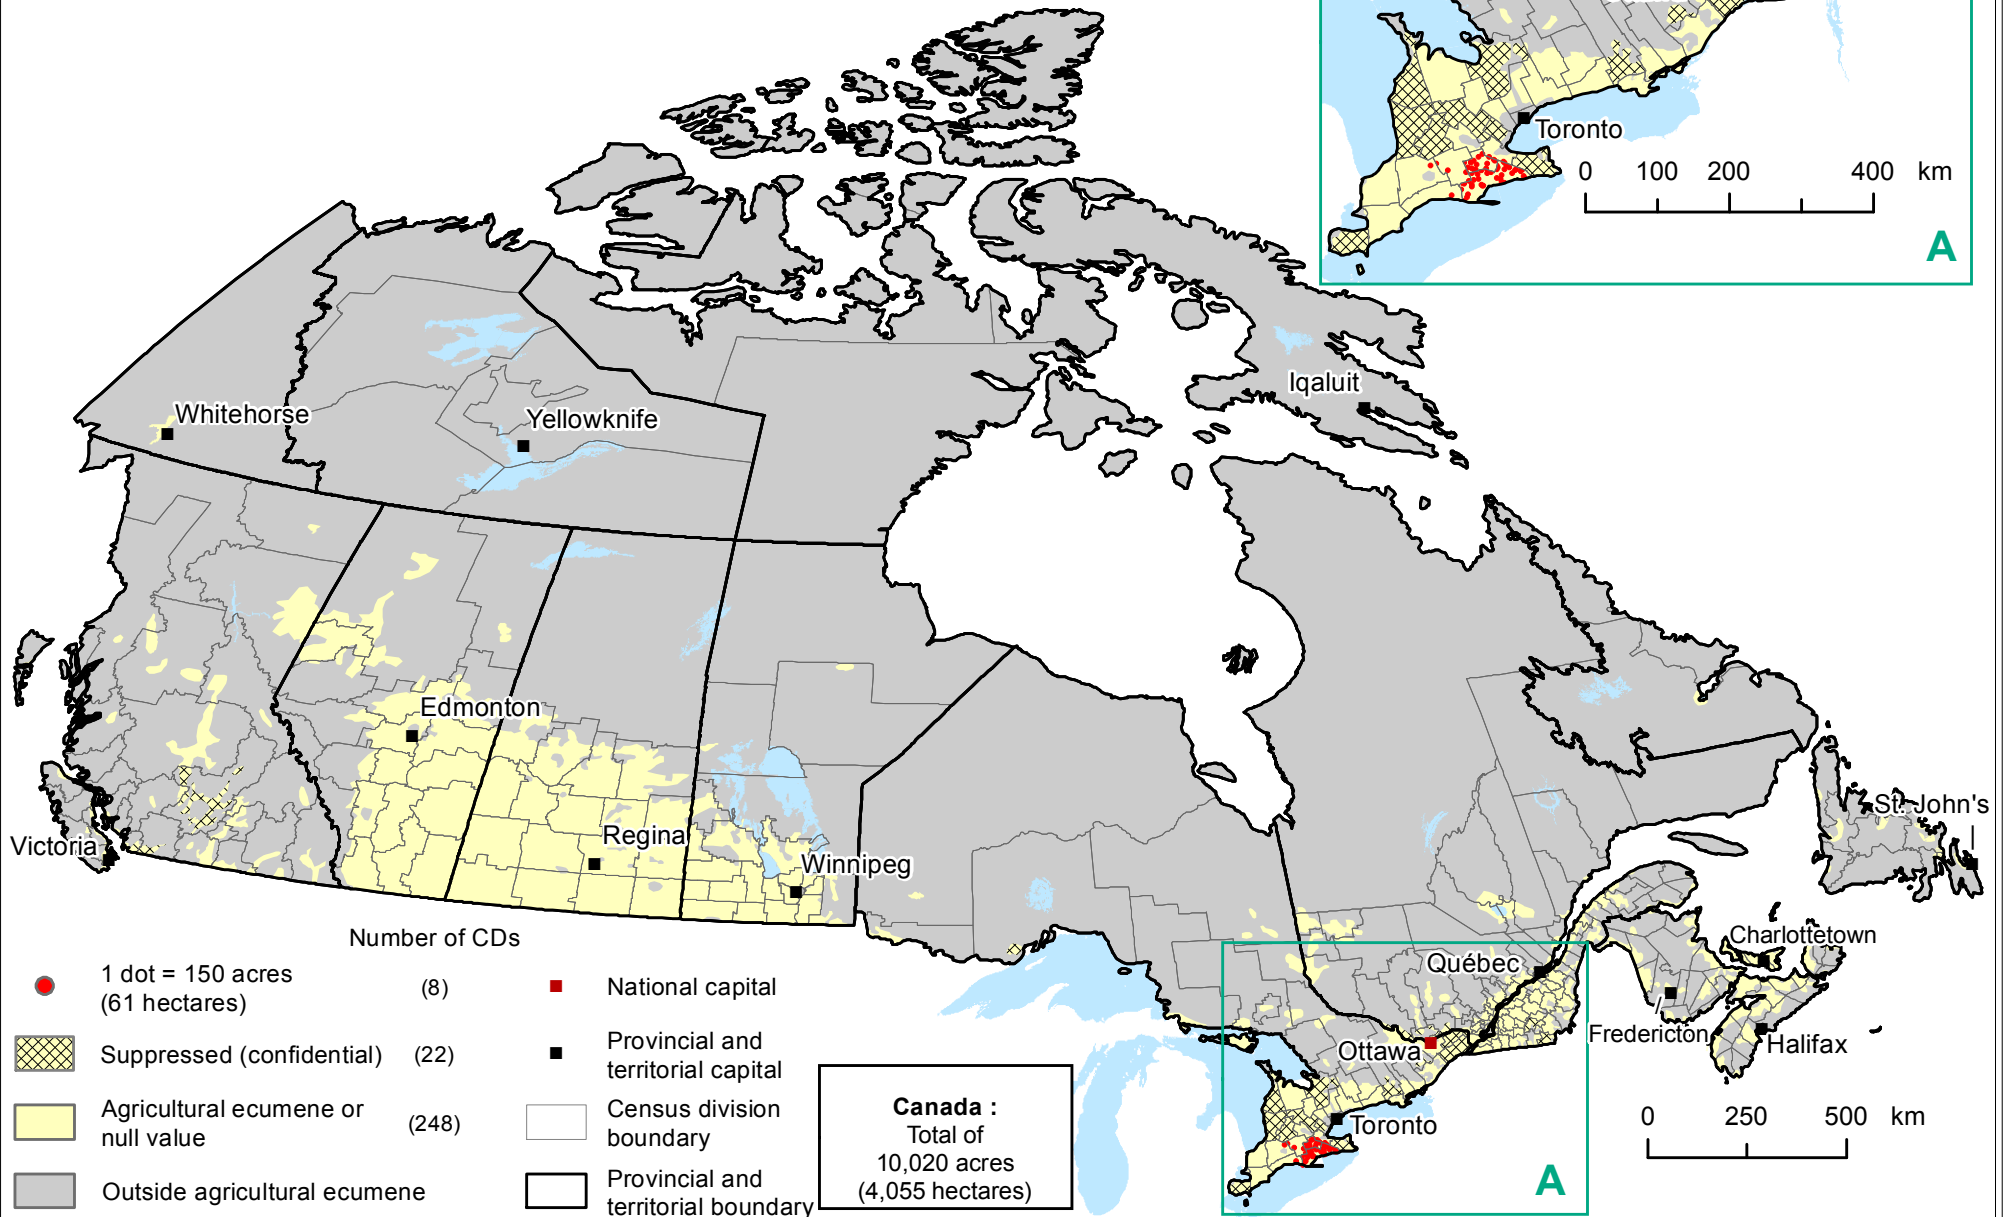 Toronto
0 100 200 400 km
A
Iqaluit
Whitehorse
Yellowknife
Edmonton
Regina
Winnipeg
Victoria
St. John's
Charlottetown
Québec
Fredericton
Halifax
Ottawa
Toronto
A
0 250 500 km
Number of CDs
1 dot = 150 acres
(61 hectares)
(8)
Suppressed (confidential) (22)
Agricultural ecumene or
null value
(248)
Outside agricultural ecumene
National capital
Provincial and
territorial capital
Census division
boundary
Provincial and
territorial boundary
Canada :
Total of
10,020 acres
(4,055 hectares)